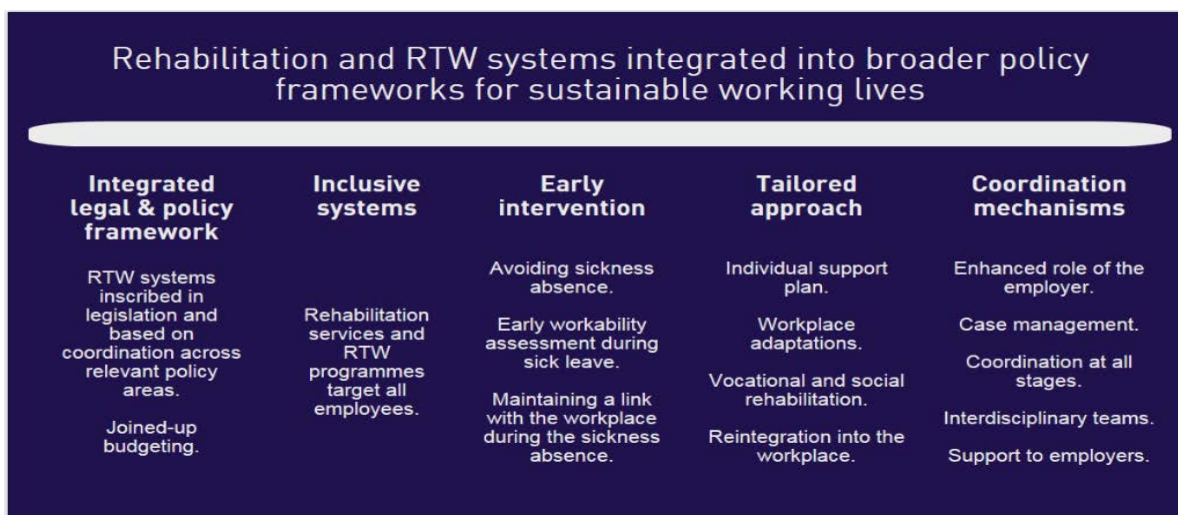 Rehabilitation and RTW systems integrated into broader policy
frameworks for sustainable working lives
Integrated
legal & policy
framework
RTW systems
inscribed in
legislation and
based on
coordination across
relevant policy
areas.
Joined-up
budgeting.
Inclusive
systems
Rehabilitation
services and
RTW
programmes
target all
employees.
Early
intervention
Avoiding sickness
absence.
Early workability
assessment during
sick leave.
Maintaining a link
with the workplace
during the sickness
absence.
Tailored
approach
Individual support
plan.
Workplace
adaptations.
Vocational and social
rehabilitation.
Reintegration into the
workplace.
Coordination
mechanisms
Enhanced role of the
employer.
Case management.
Coordination at all
stages.
Interdisciplinary teams.
Support to employers.